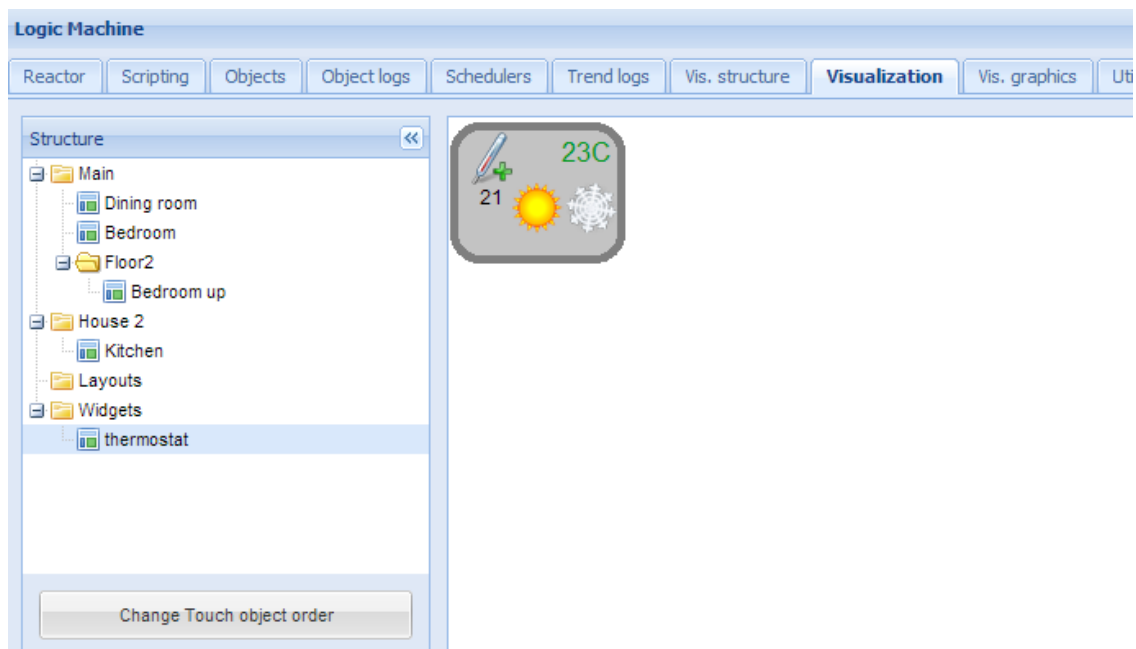 Logic Machine
Reactor Scripting Objects Object logs Schedulers Trend logs Vis. structure Visualization Vis. graphics Uti
Structure
Main
Dining room
Bedroom
Floor2
Bedroom up
House 2
Kitchen
Layouts
Widgets
thermostat
Change Touch object order
23C
21